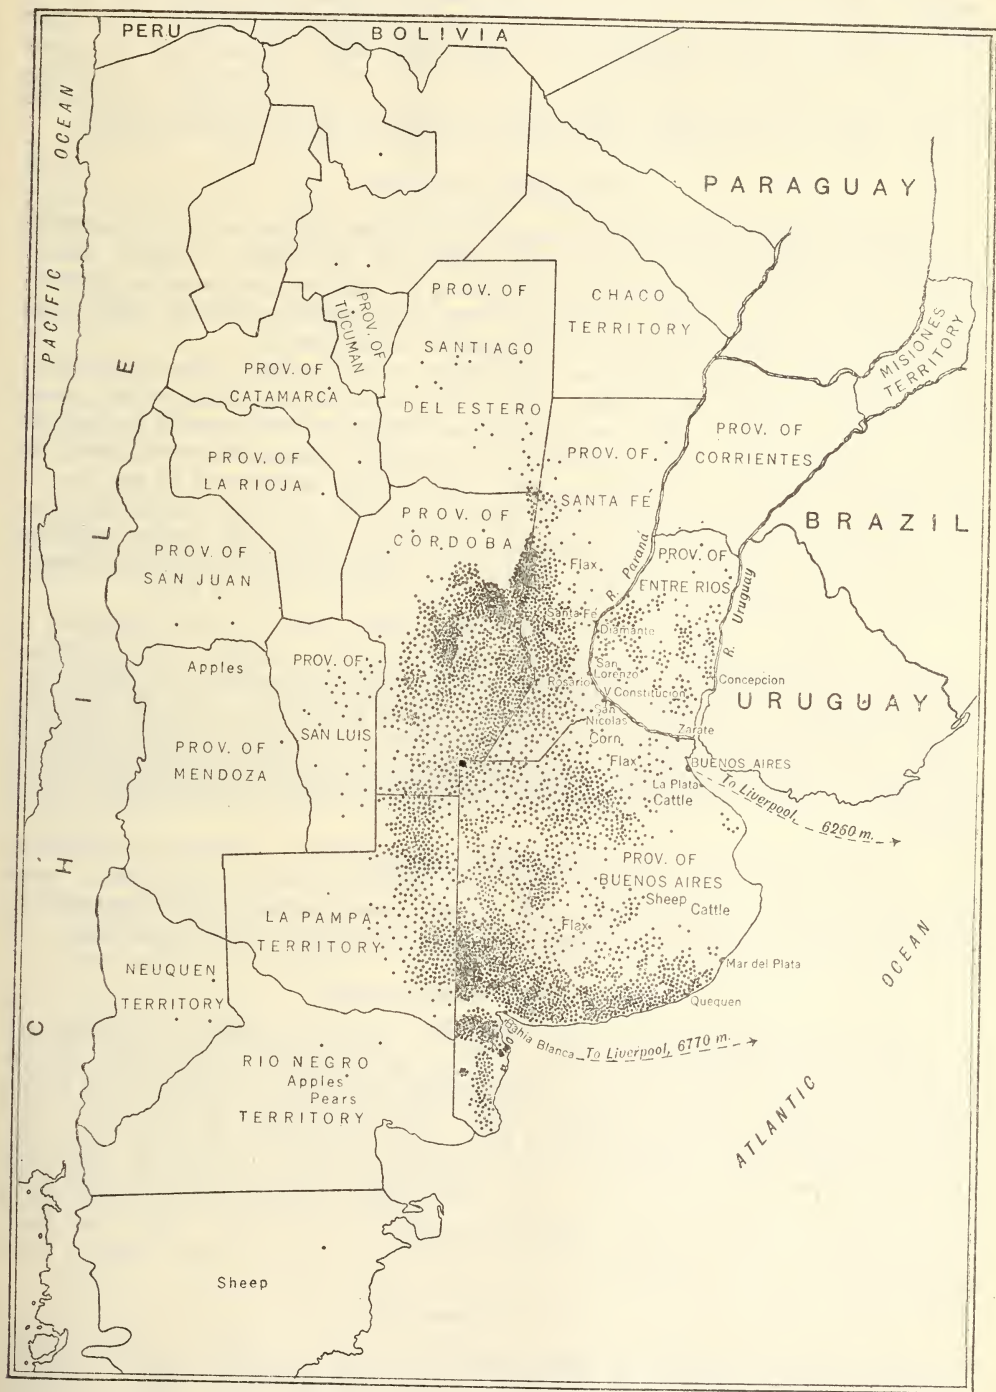 PERU
BOLIVIA
PACIFIC OCEAN
PARAGUAY
PROV. OF
SANTIAGO
DEL ESTERO
CHACO
TERRITORY
PROV. OF
TUCUMAN
MISIONES
TERRITORY
PROV. OF
CATAMARCA
PROV. OF
LA RIOJA
PROV. OF
CORRIENTES
PROV. OF
SANTA FÉ
PROV. OF
CORDOBA
BRAZIL
CHILE
PROV. OF
SAN JUAN
Flax
R. Paraná
PROV. OF
ENTRE RIOS
R. Uruguay
Santa Fé
Diamante
San
Lorenzo
Rosario
V. Constitucion
San
Nicolas
Concepcion
URUGUAY
Apples
PROV. OF
MENDOZA
PROV. OF
SAN LUIS
Corn
Zarate
Flax
BUENOS AIRES
La Plata
Cattle
To Liverpool, 6260 m.
PROV. OF
BUENOS AIRES
Sheep
Cattle
Flax
LA PAMPA
TERRITORY
NEUQUEN
TERRITORY
Mar del Plata
Quequen
Bahia Blanca
To Liverpool, 6770 m.
RIO NEGRO
Apples
Pears
TERRITORY
ATLANTIC OCEAN
Sheep